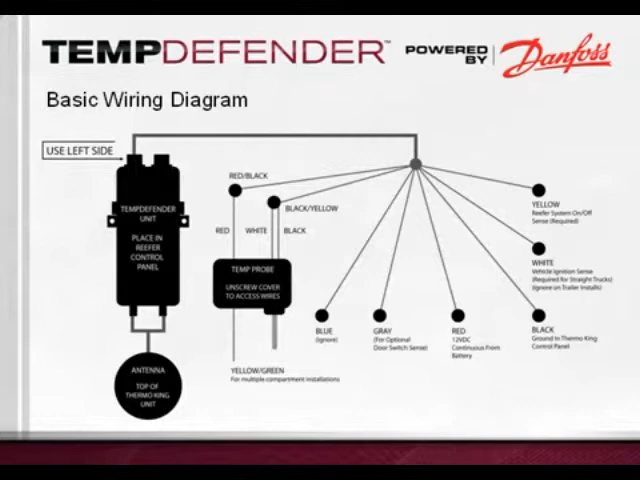 TEMPDEFENDER™
POWERED BY
Danfoss
Basic Wiring Diagram
USE LEFT SIDE
TEMPDEFENDER
UNIT
PLACE IN
REEFER
CONTROL
PANEL
ANTENNA
TOP OF
THERMO KING
UNIT
RED/BLACK
BLACK/YELLOW
RED
WHITE
BLACK
TEMP PROBE
UNSCREW COVER
TO ACCESS WIRES
YELLOW/GREEN
For multiple compartment installations
BLUE
(Ignore)
GRAY
(For Optional
Door Switch Sense)
RED
12VDC
Continuous From
Battery
BLACK
Ground in Thermo King
Control Panel
WHITE
Vehicle Ignition Sense
(Required for Straight Trucks)
(Ignore on Trailer Installs)
YELLOW
Reefer System On/Off
Sense (Required)